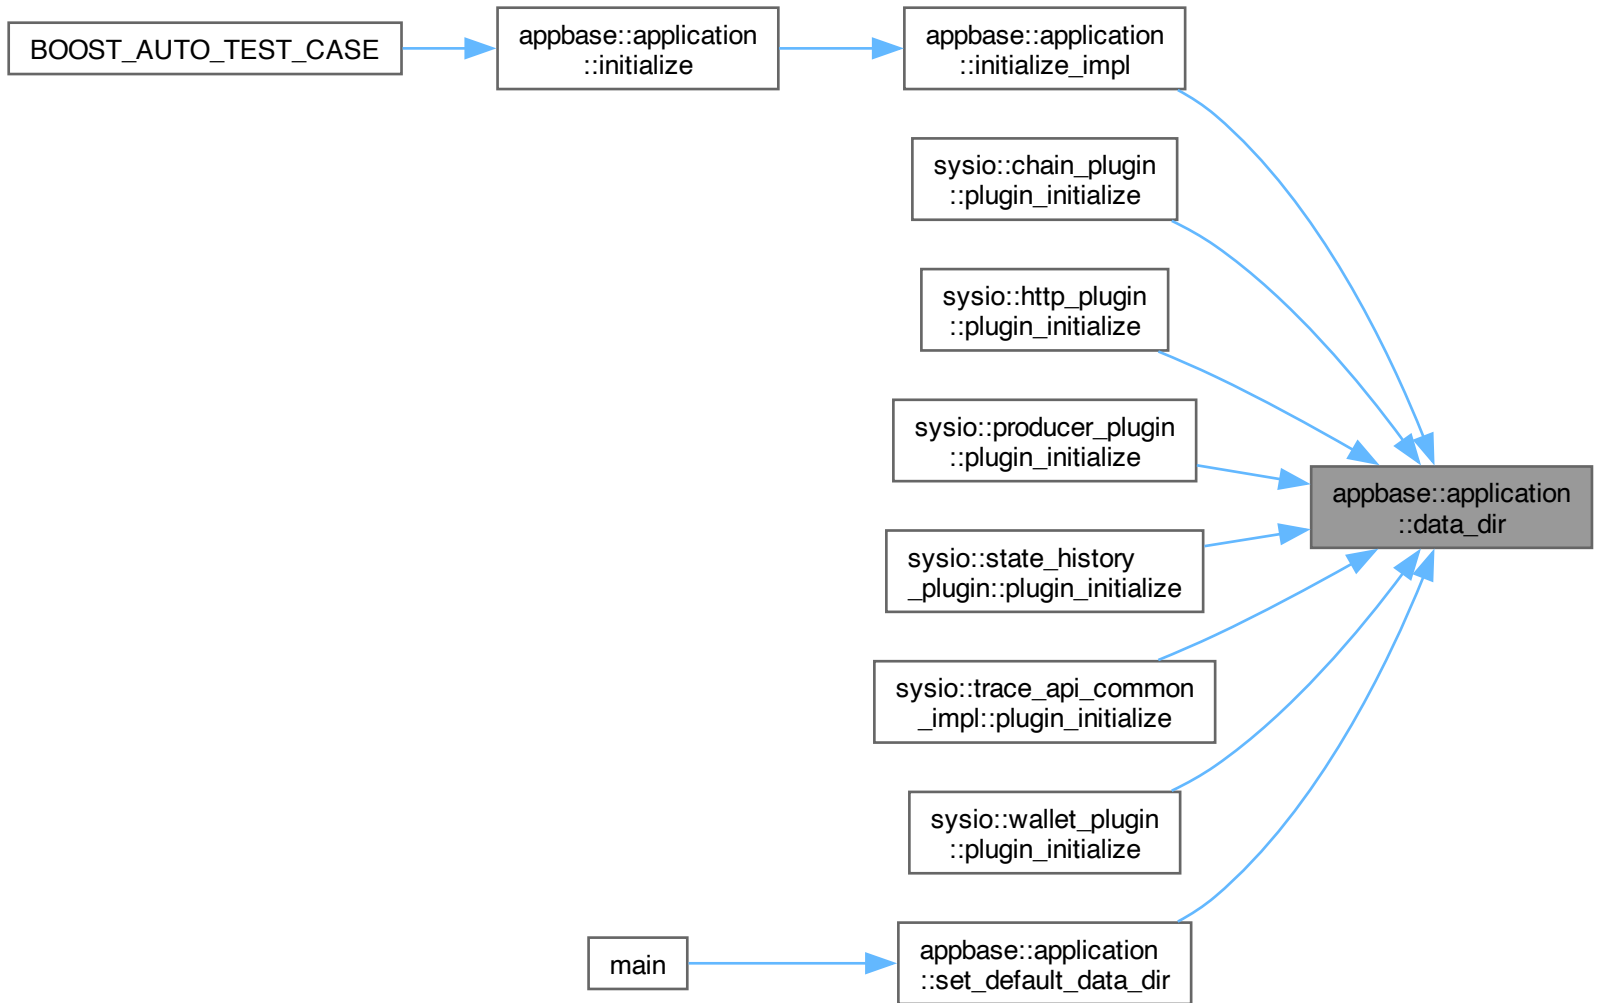 BOOST_AUTO_TEST_CASE
appbase::application
::initialize
appbase::application
::initialize_impl
sysio::chain_plugin
::plugin_initialize
sysio::http_plugin
::plugin_initialize
sysio::producer_plugin
::plugin_initialize
appbase::application
::data_dir
sysio::state_history
_plugin::plugin_initialize
sysio::trace_api_common
_impl::plugin_initialize
sysio::wallet_plugin
::plugin_initialize
main
appbase::application
::set_default_data_dir